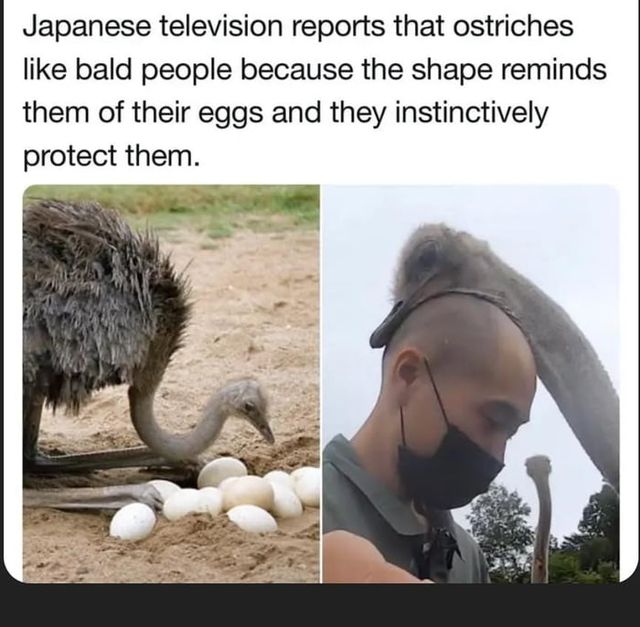 Japanese television reports that ostriches
like bald people because the shape reminds
them of their eggs and they instinctively
protect them.